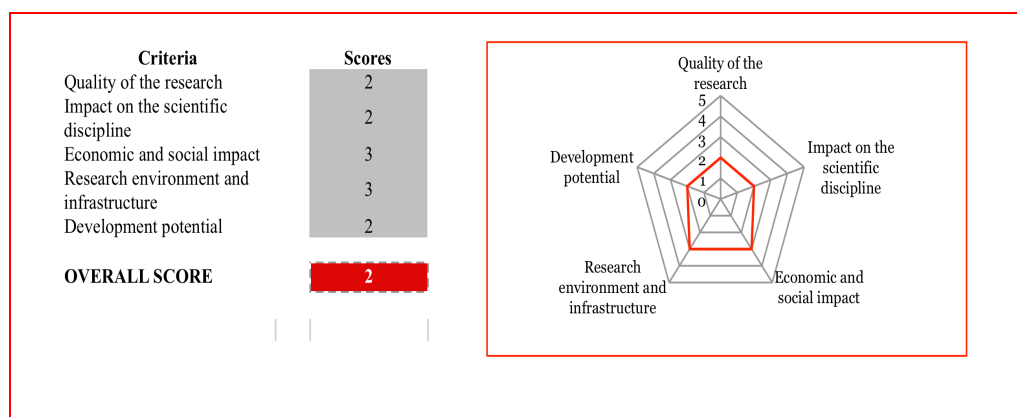 Criteria Scores
Quality of the research 2
Impact on the scientific
discipline 2
Economic and social impact 3
Research environment and
infrastructure 3
Development potential 2
OVERALL SCORE 2
Quality of the
research
5
4
3
2
1
0
Impact on the
scientific
discipline
Economic and
social impact
Research
environment and
infrastructure
Development
potential